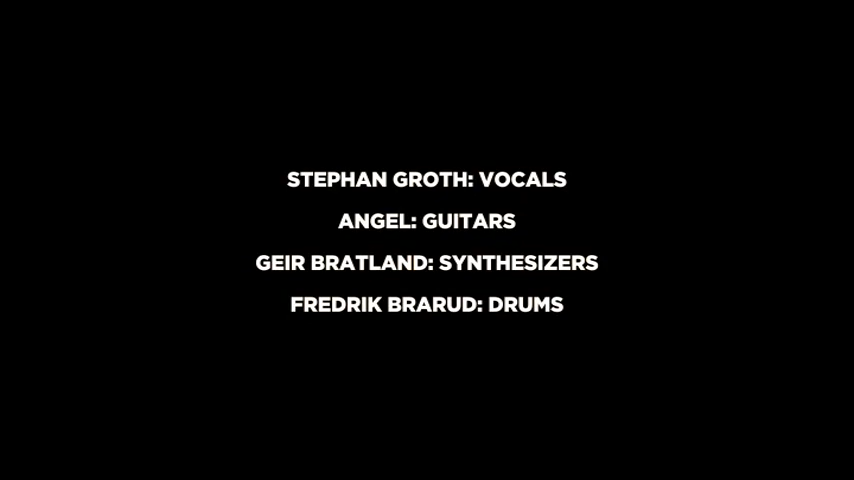 STEPHAN GROTH: VOCALS
ANGEL: GUITARS
GEIR BRATLAND: SYNTHESIZERS
FREDRIK BRARUD: DRUMS